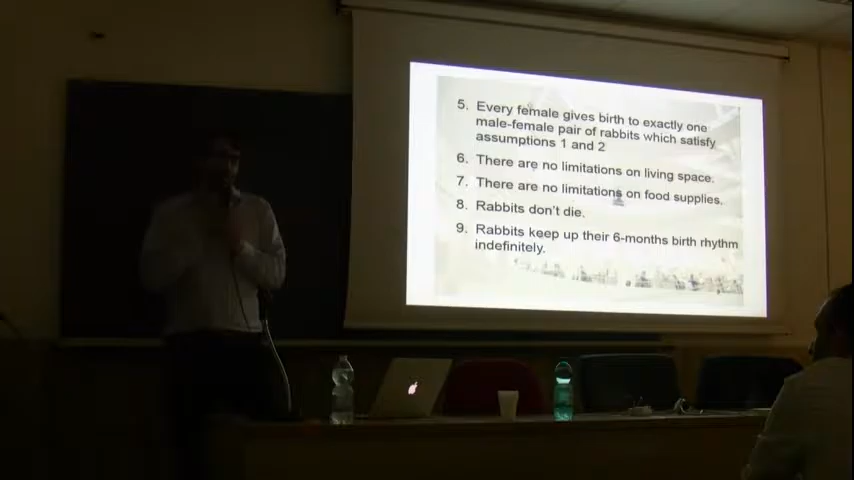 5. Every female gives birth to exactly one
male-female pair of rabbits which satisfy
assumptions 1 and 2
6. There are no limitations on living space.
7. There are no limitations on food supplies.
8. Rabbits don't die.
9. Rabbits keep up their 6-months birth rhythm
indefinitely.